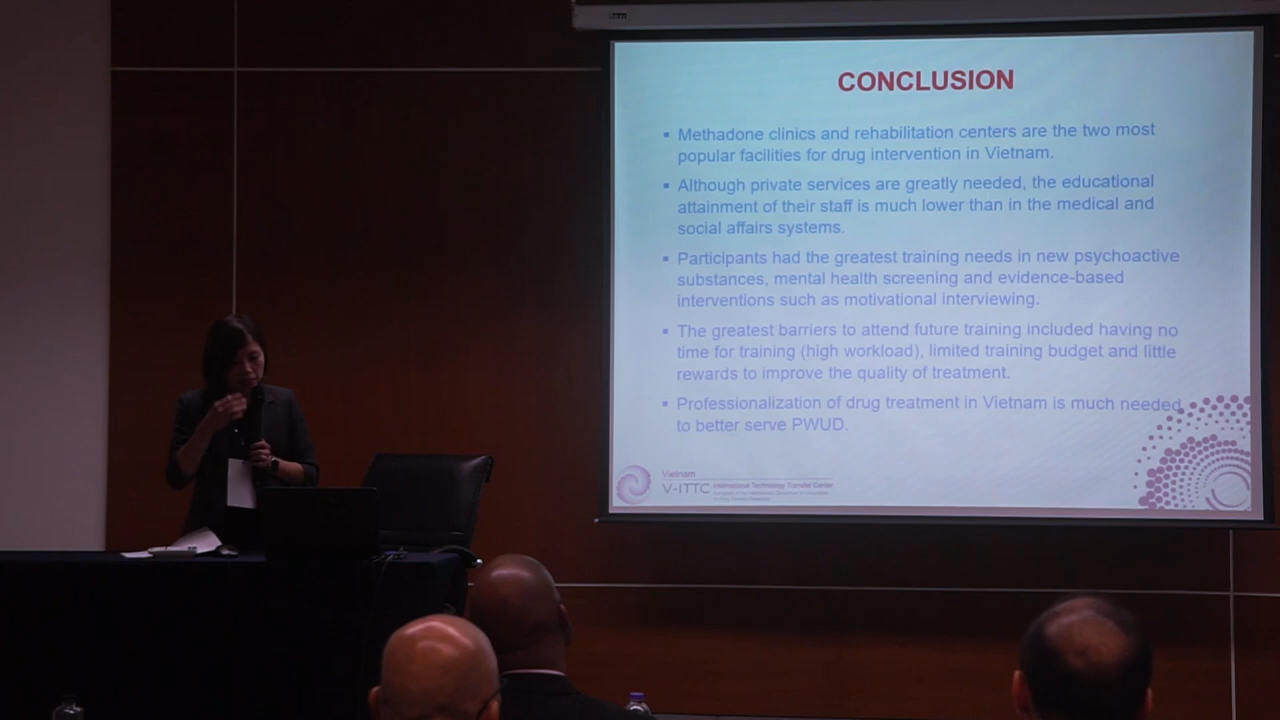 CONCLUSION
▪ Methadone clinics and rehabilitation centers are the two most
popular facilities for drug intervention in Vietnam.
▪ Although private services are greatly needed, the educational
attainment of their staff is much lower than in the medical and
social affairs systems.
▪ Participants had the greatest training needs in new psychoactive
substances, mental health screening and evidence-based
interventions such as motivational interviewing.
▪ The greatest barriers to attend future training included having no
time for training (high workload), limited training budget and little
rewards to improve the quality of treatment.
▪ Professionalization of drug treatment in Vietnam is much needed
to better serve PWUD.
Vietnam
V-ITTC International Technology Transfer Center